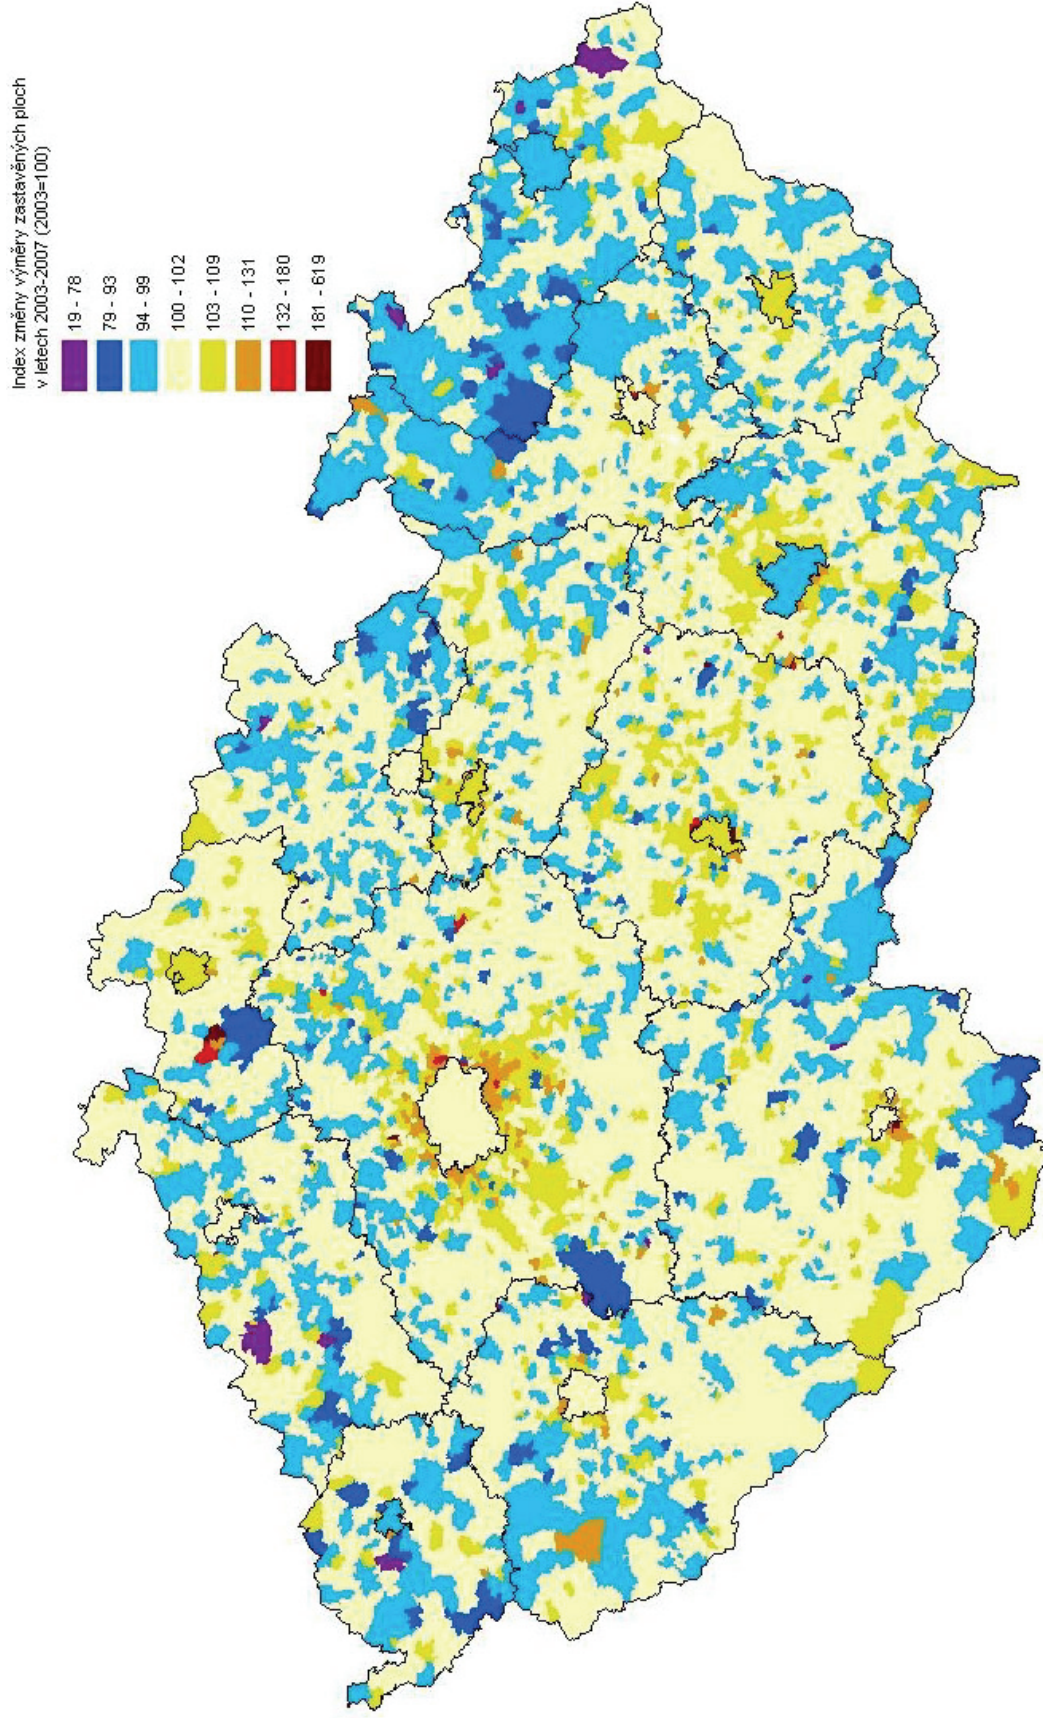 Index změny výměry zastavěných ploch
v letech 2003-2007 (2003=100)
19 - 78
79 - 93
94 - 99
100 - 102
103 - 109
110 - 131
132 - 180
181 - 619